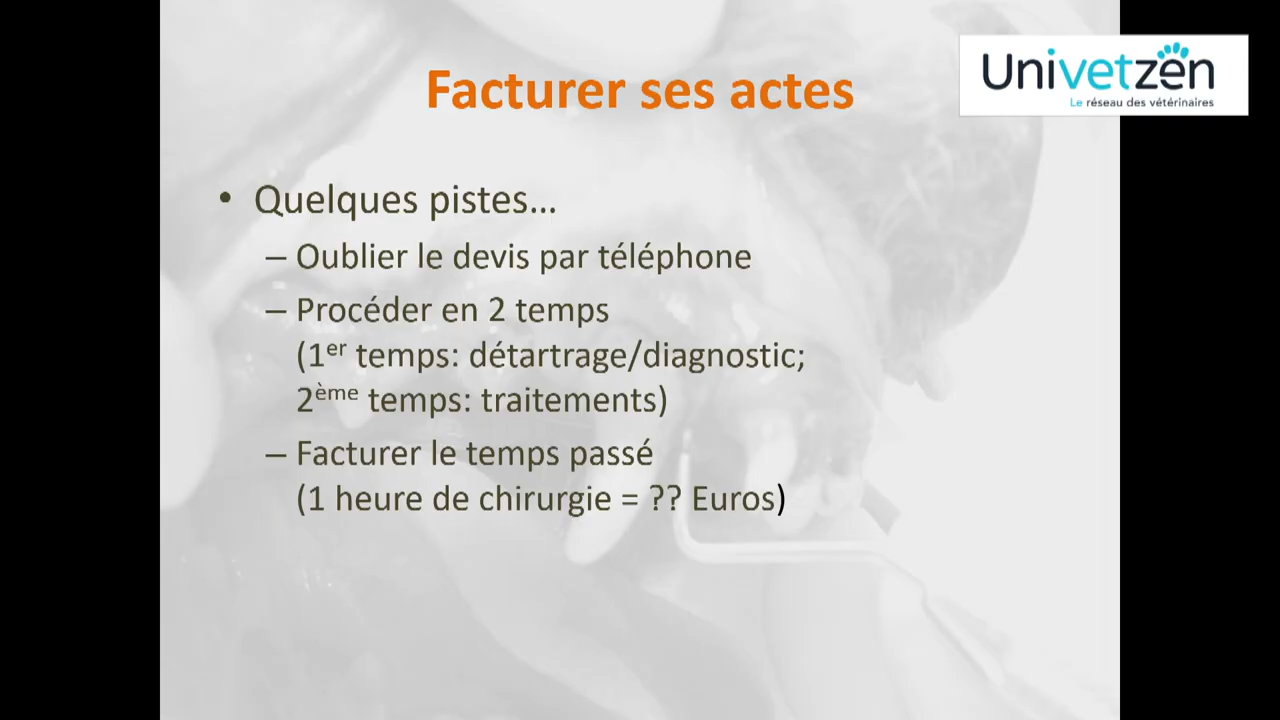 Facturer ses actes
Univetzen
Le réseau des vétérinaires
• Quelques pistes…
– Oublier le devis par téléphone
– Procéder en 2 temps
(1er temps: détartrage/diagnostic;
2ème temps: traitements)
– Facturer le temps passé
(1 heure de chirurgie = ?? Euros)